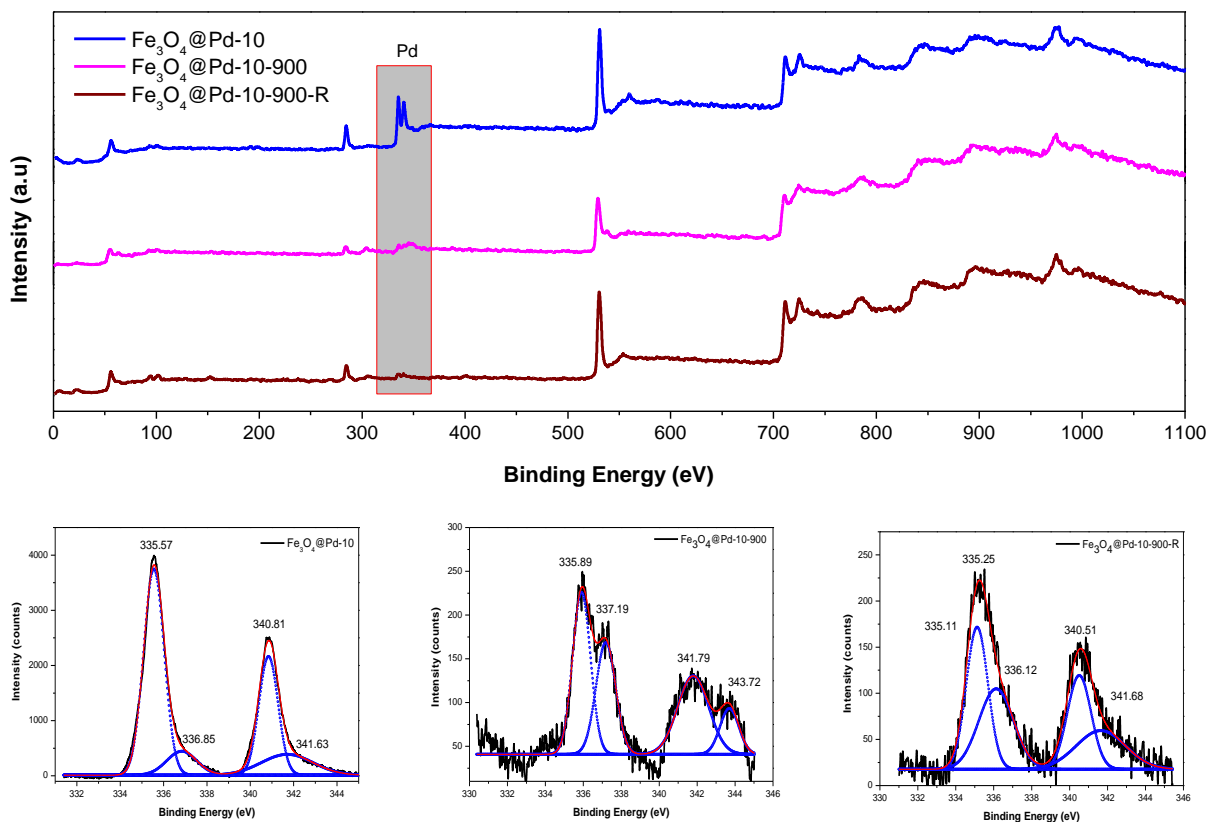 Fe₃O₄@Pd-10
Fe₃O₄@Pd-10-900
Fe₃O₄@Pd-10-900-R
Pd
Intensity (a.u)
0 100 200 300 400 500 600 700 800 900 1000 1100
Binding Energy (eV)
Fe₃O₄@Pd-10
335.57
340.81
336.85
341.63
4000
3000
2000
1000
0
Intensity (counts)
332 334 336 338 340 342 344
Binding Energy (eV)
Fe₃O₄@Pd-10-900
335.89
337.19
341.79
343.72
300
250
200
150
100
50
Intensity (counts)
330 332 334 336 338 340 342 344 346
Binding Energy (eV)
Fe₃O₄@Pd-10-900-R
335.25
335.11
336.12
340.51
341.68
250
200
150
100
50
0
Intensity (counts)
330 332 334 336 338 340 342 344 346
Binding Energy (eV)